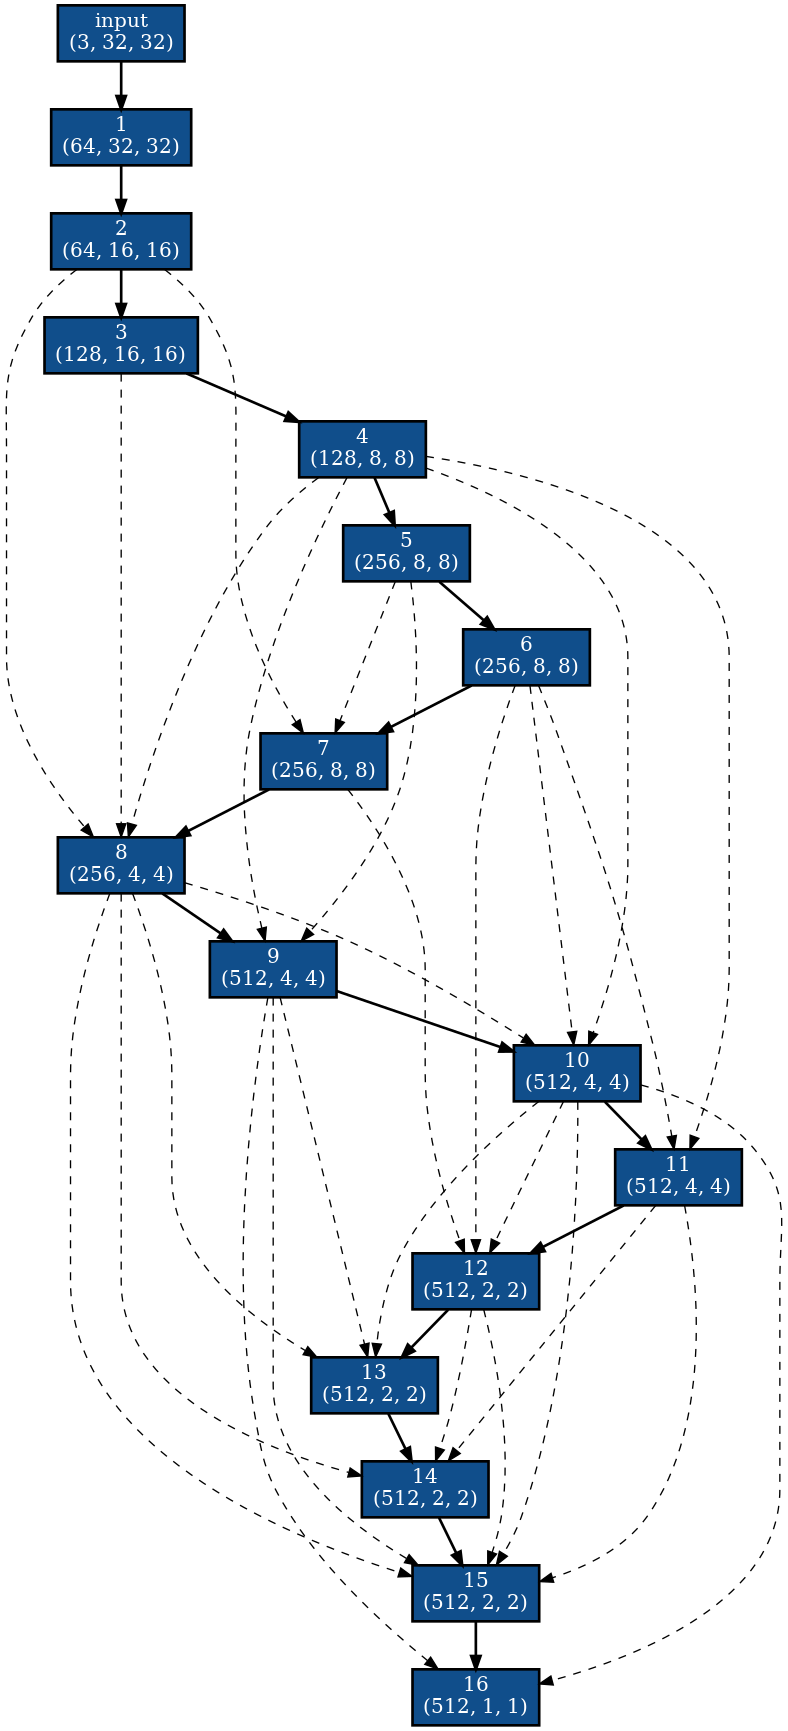 input
(3, 32, 32)
1
(64, 32, 32)
2
(64, 16, 16)
3
(128, 16, 16)
4
(128, 8, 8)
5
(256, 8, 8)
6
(256, 8, 8)
7
(256, 8, 8)
8
(256, 4, 4)
9
(512, 4, 4)
10
(512, 4, 4)
11
(512, 4, 4)
12
(512, 2, 2)
13
(512, 2, 2)
14
(512, 2, 2)
15
(512, 2, 2)
16
(512, 1, 1)